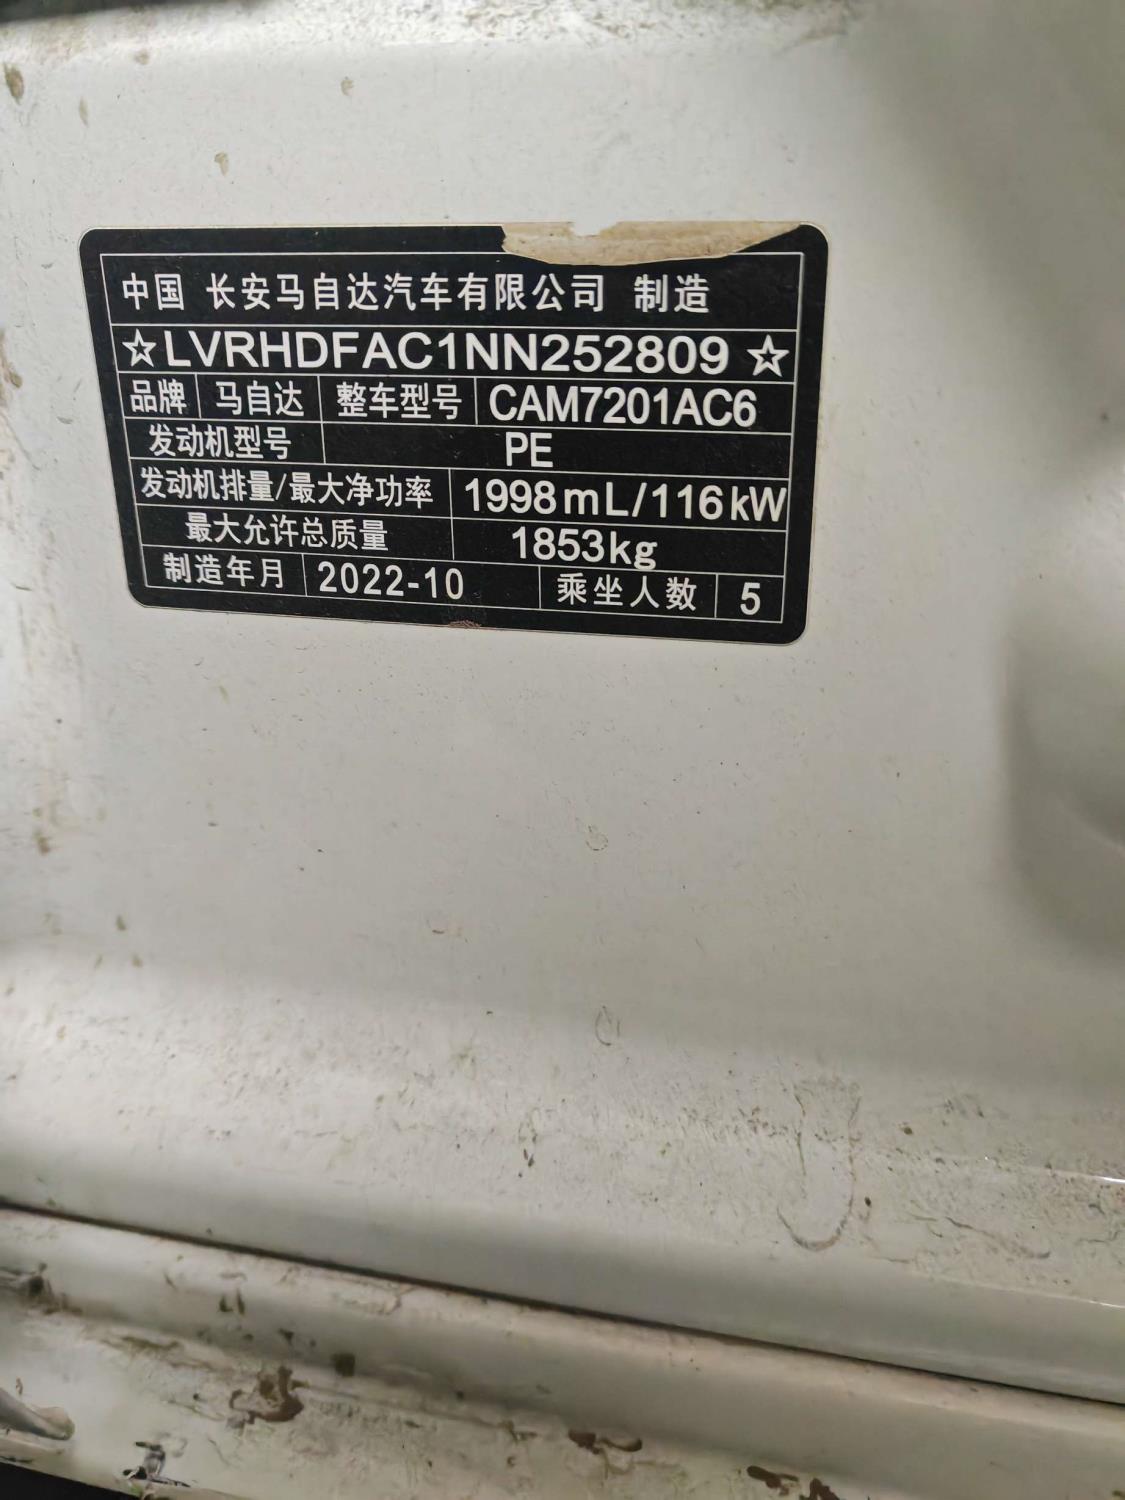 中国 长安马自达汽车有限公司 制造
☆LVRHDFAC1NN252809☆
品牌 马自达 整车型号 CAM7201AC6
发动机型号 PE
发动机排量/最大净功率 1998mL/116kW
最大允许总质量 1853kg
制造年月 2022-10 乘坐人数 5